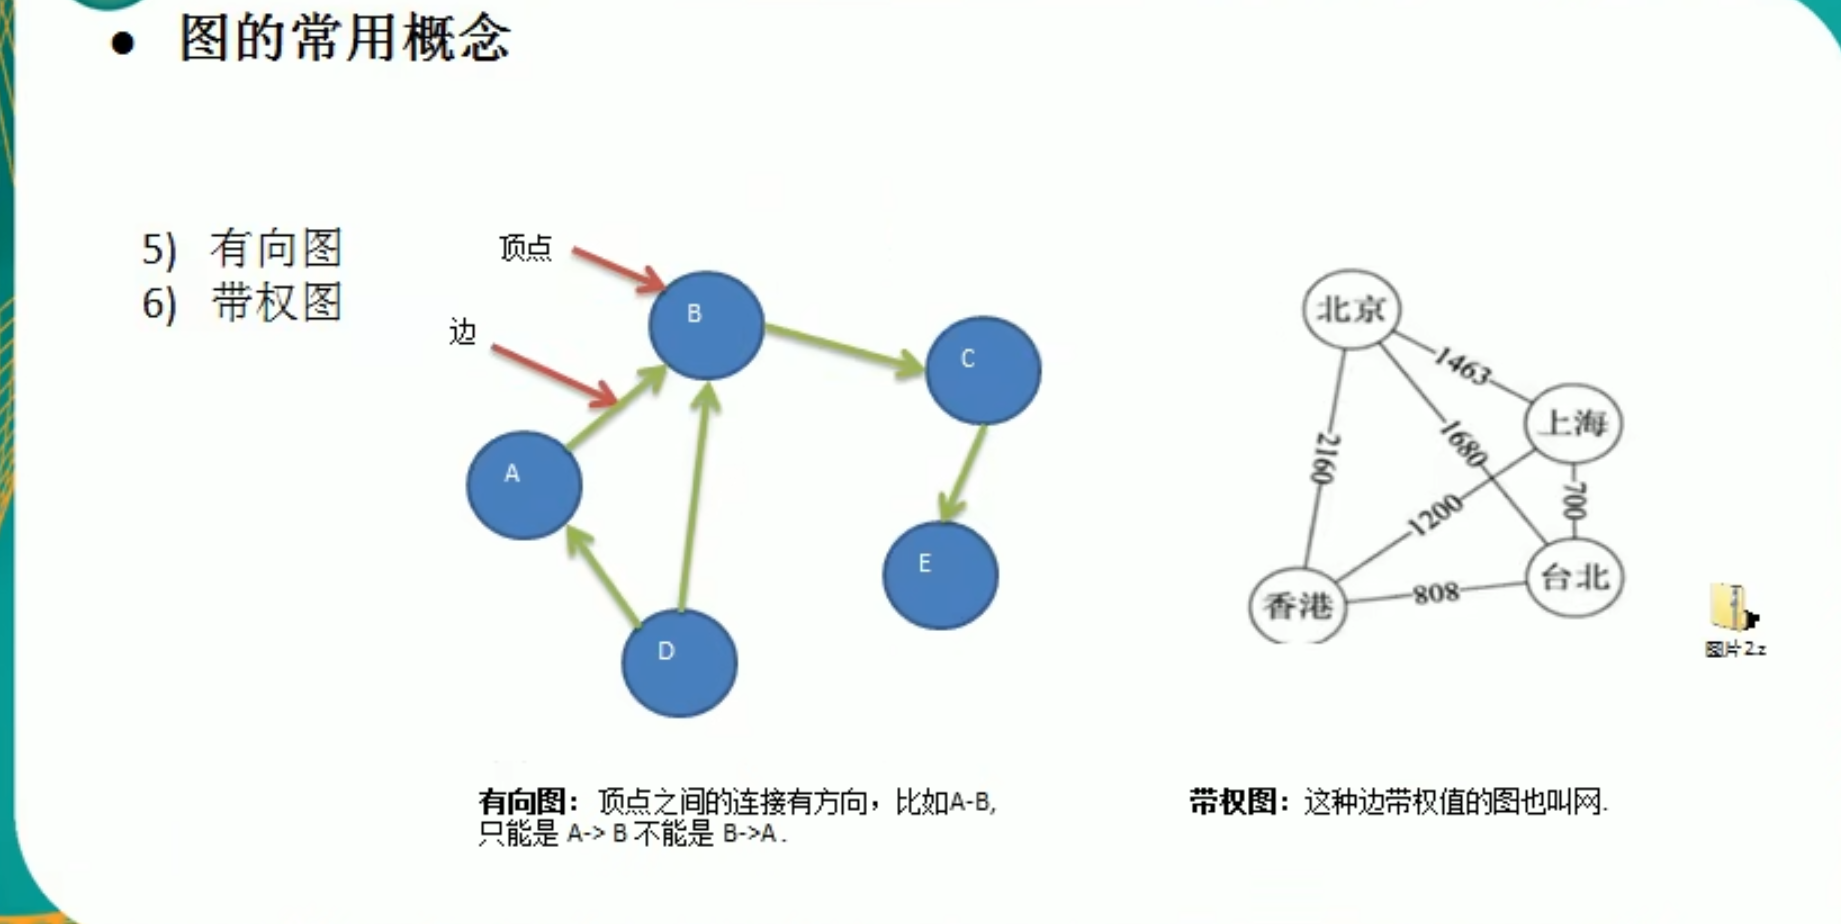 ● 图的常用概念
5) 有向图
6) 带权图
顶点
边
B
C
A
E
D
北京
1463
上海
2160
1680
1200
700
香港
808
台北
图片2.z
有向图：顶点之间的连接有方向，比如A-B,
只能是 A-> B 不能是 B->A .
带权图：这种边带权值的图也叫网.